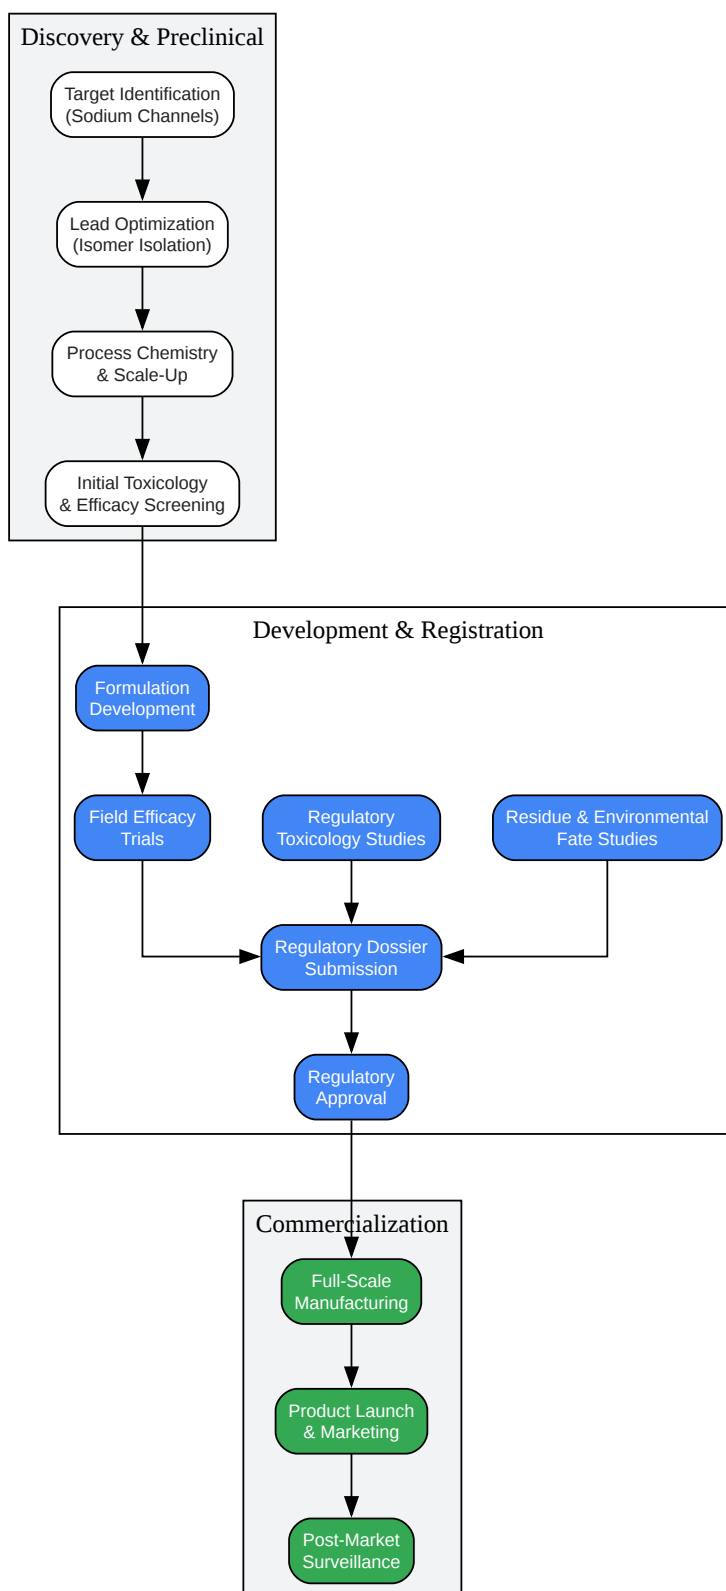 Discovery & Preclinical
Target Identification
(Sodium Channels)
Lead Optimization
(Isomer Isolation)
Process Chemistry
& Scale-Up
Initial Toxicology
& Efficacy Screening
Development & Registration
Formulation
Development
Field Efficacy
Trials
Regulatory
Toxicology Studies
Residue & Environmental
Fate Studies
Regulatory Dossier
Submission
Regulatory
Approval
Commercialization
Full-Scale
Manufacturing
Product Launch
& Marketing
Post-Market
Surveillance